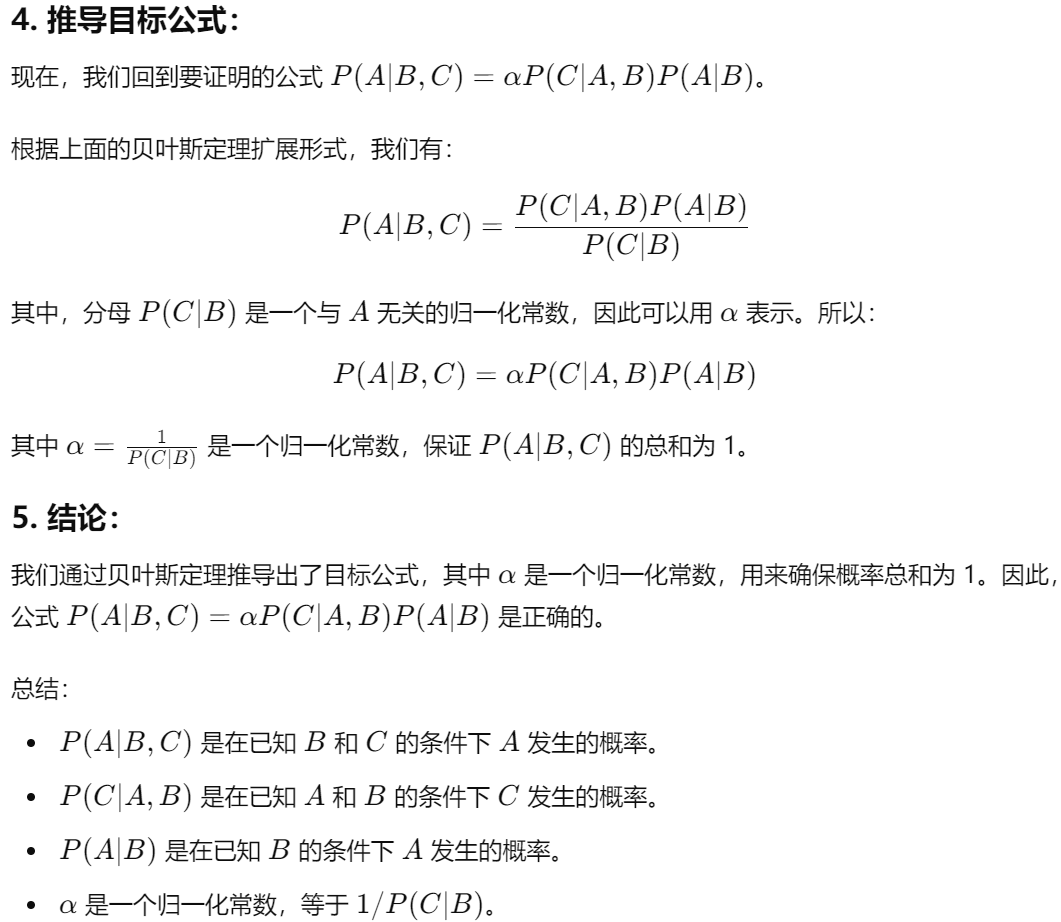 4. 推导目标公式：
现在，我们回到要证明的公式 P(A|B, C) = αP(C|A, B)P(A|B)。
根据上面的贝叶斯定理扩展形式，我们有：
P(A|B, C) = \frac{P(C|A, B)P(A|B)}{P(C|B)}
其中，分母 P(C|B) 是一个与 A 无关的归一化常数，因此可以用 α 表示。所以：
P(A|B, C) = αP(C|A, B)P(A|B)
其中 α = \frac{1}{P(C|B)} 是一个归一化常数，保证 P(A|B, C) 的总和为 1。
5. 结论：
我们通过贝叶斯定理推导出了目标公式，其中 α 是一个归一化常数，用来确保概率总和为 1。因此，
公式 P(A|B, C) = αP(C|A, B)P(A|B) 是正确的。
总结：
• P(A|B, C) 是在已知 B 和 C 的条件下 A 发生的概率。
• P(C|A, B) 是在已知 A 和 B 的条件下 C 发生的概率。
• P(A|B) 是在已知 B 的条件下 A 发生的概率。
• α 是一个归一化常数，等于 1/P(C|B)。